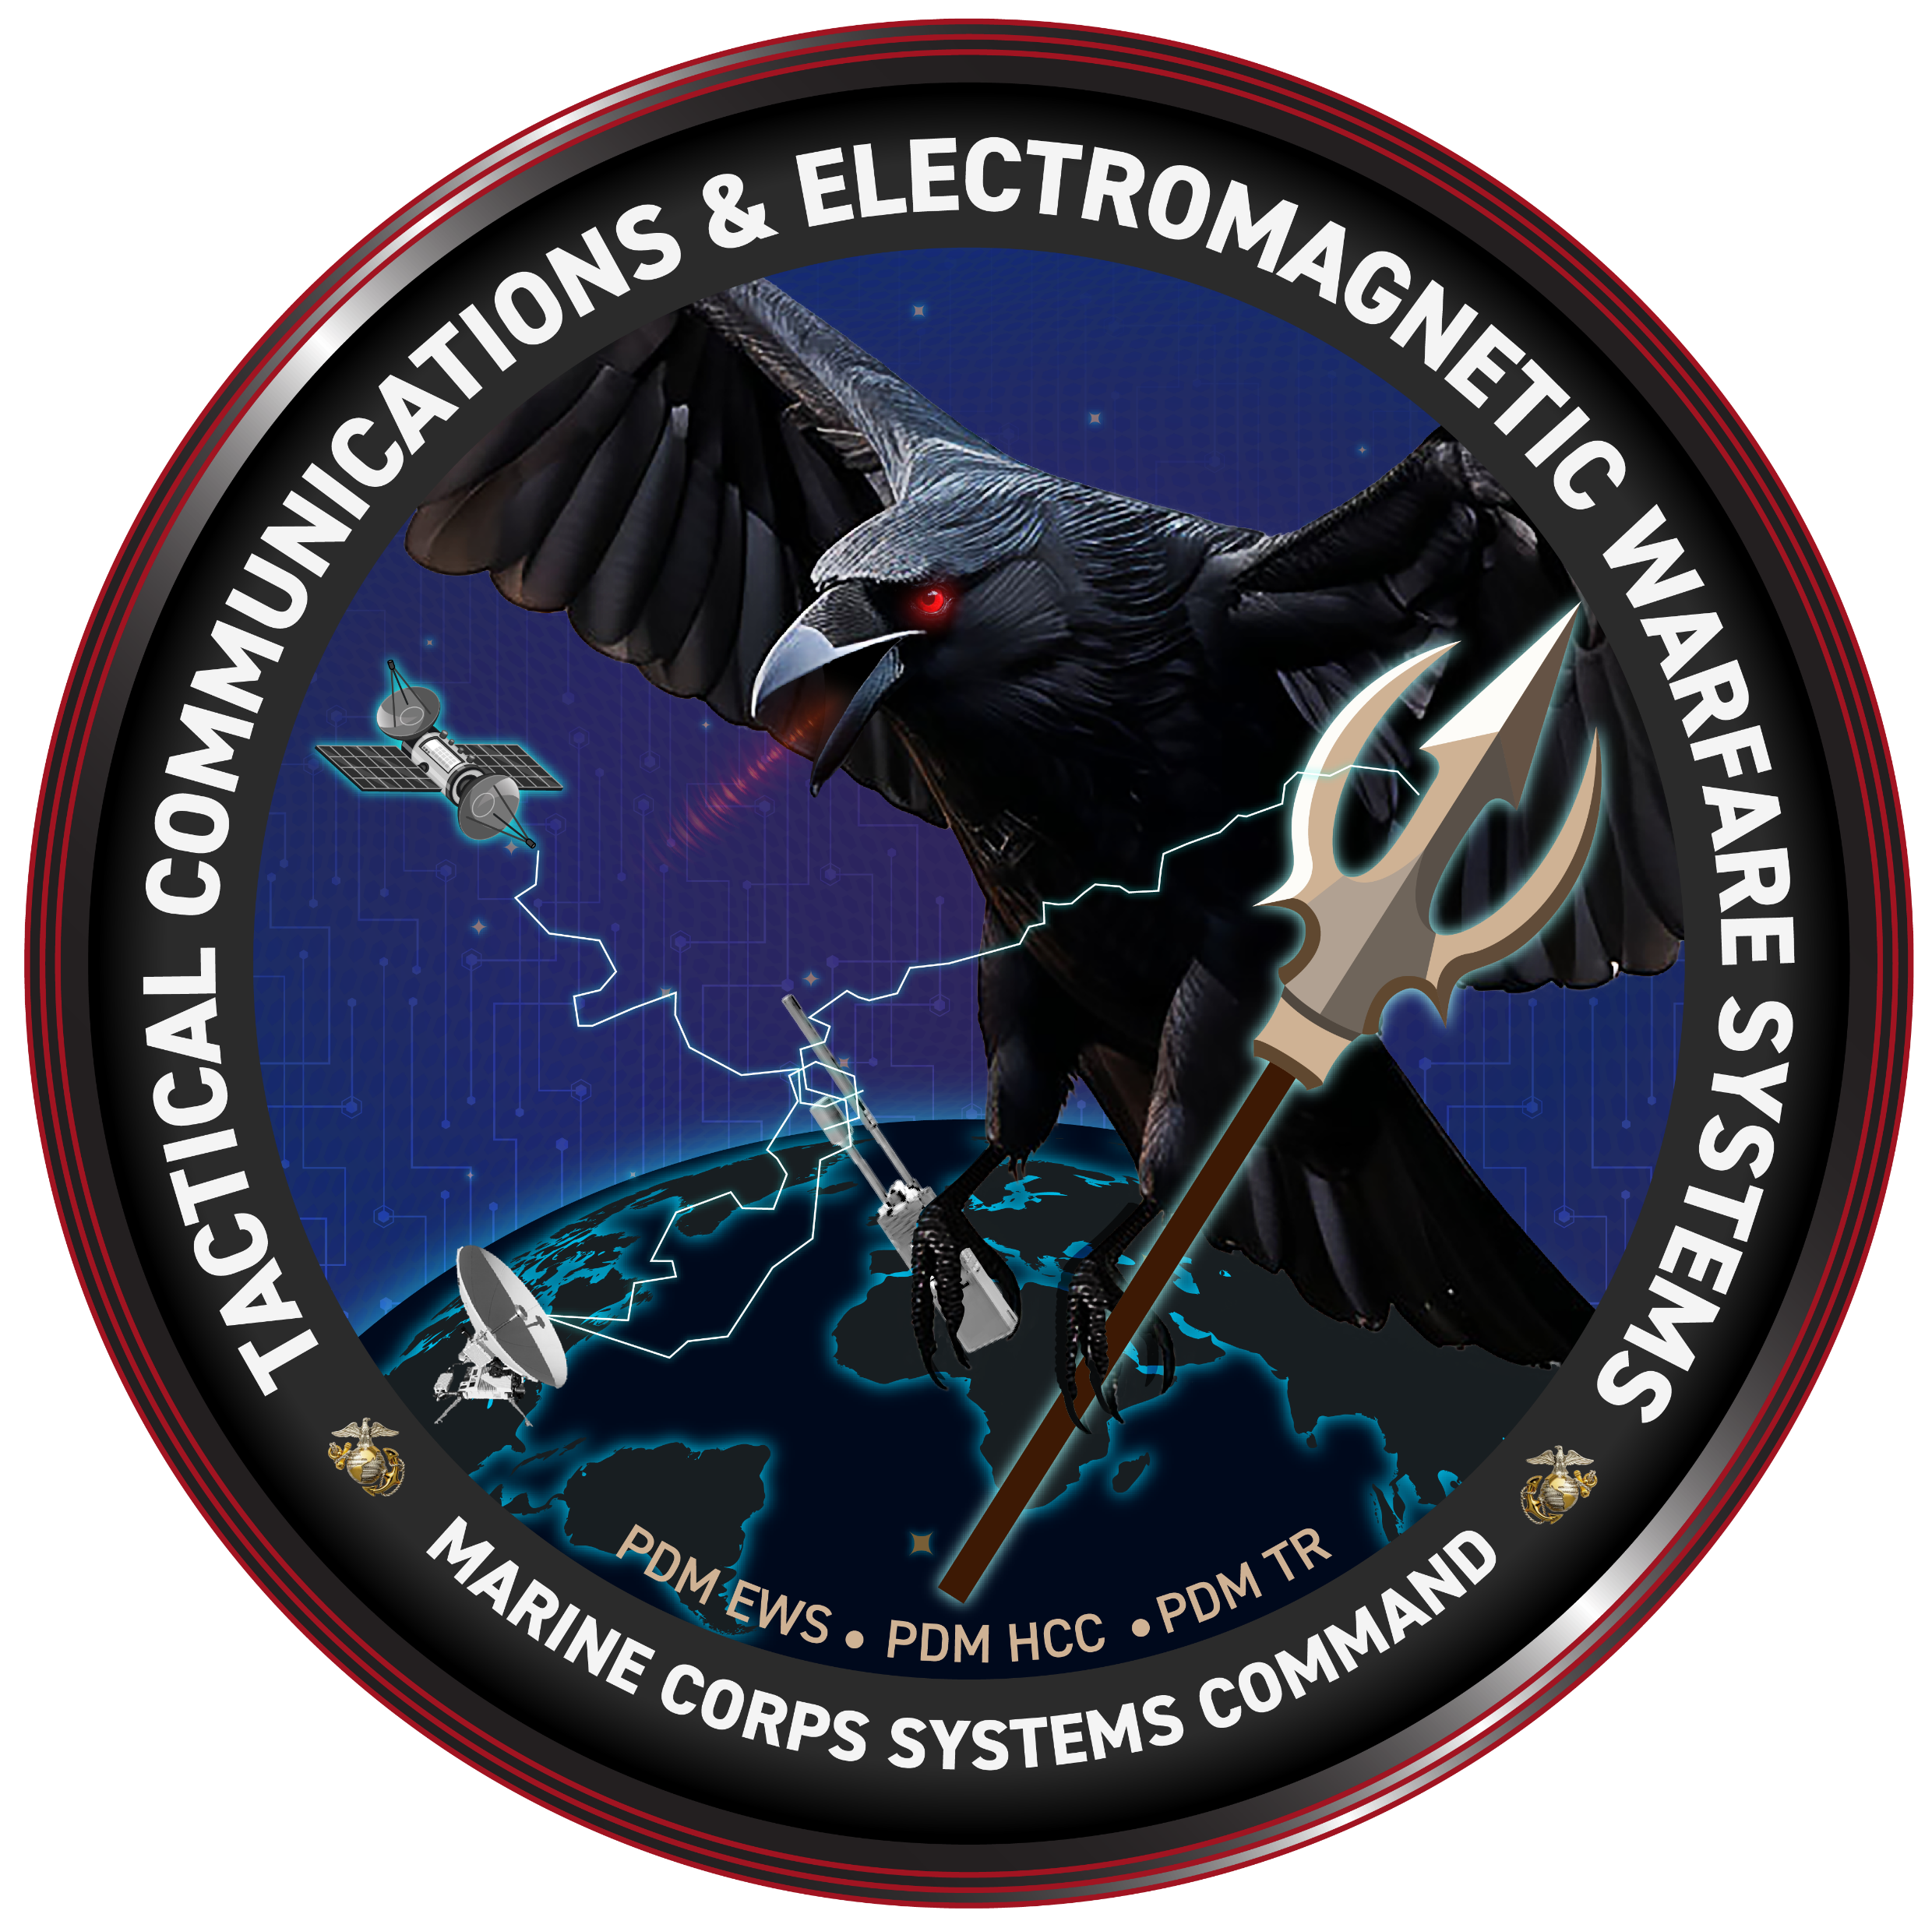 TACTICAL COMMUNICATIONS & ELECTROMAGNETIC WARFARE SYSTEMS
PDM EWS • PDM HCC • PDM TR
MARINE CORPS SYSTEMS COMMAND